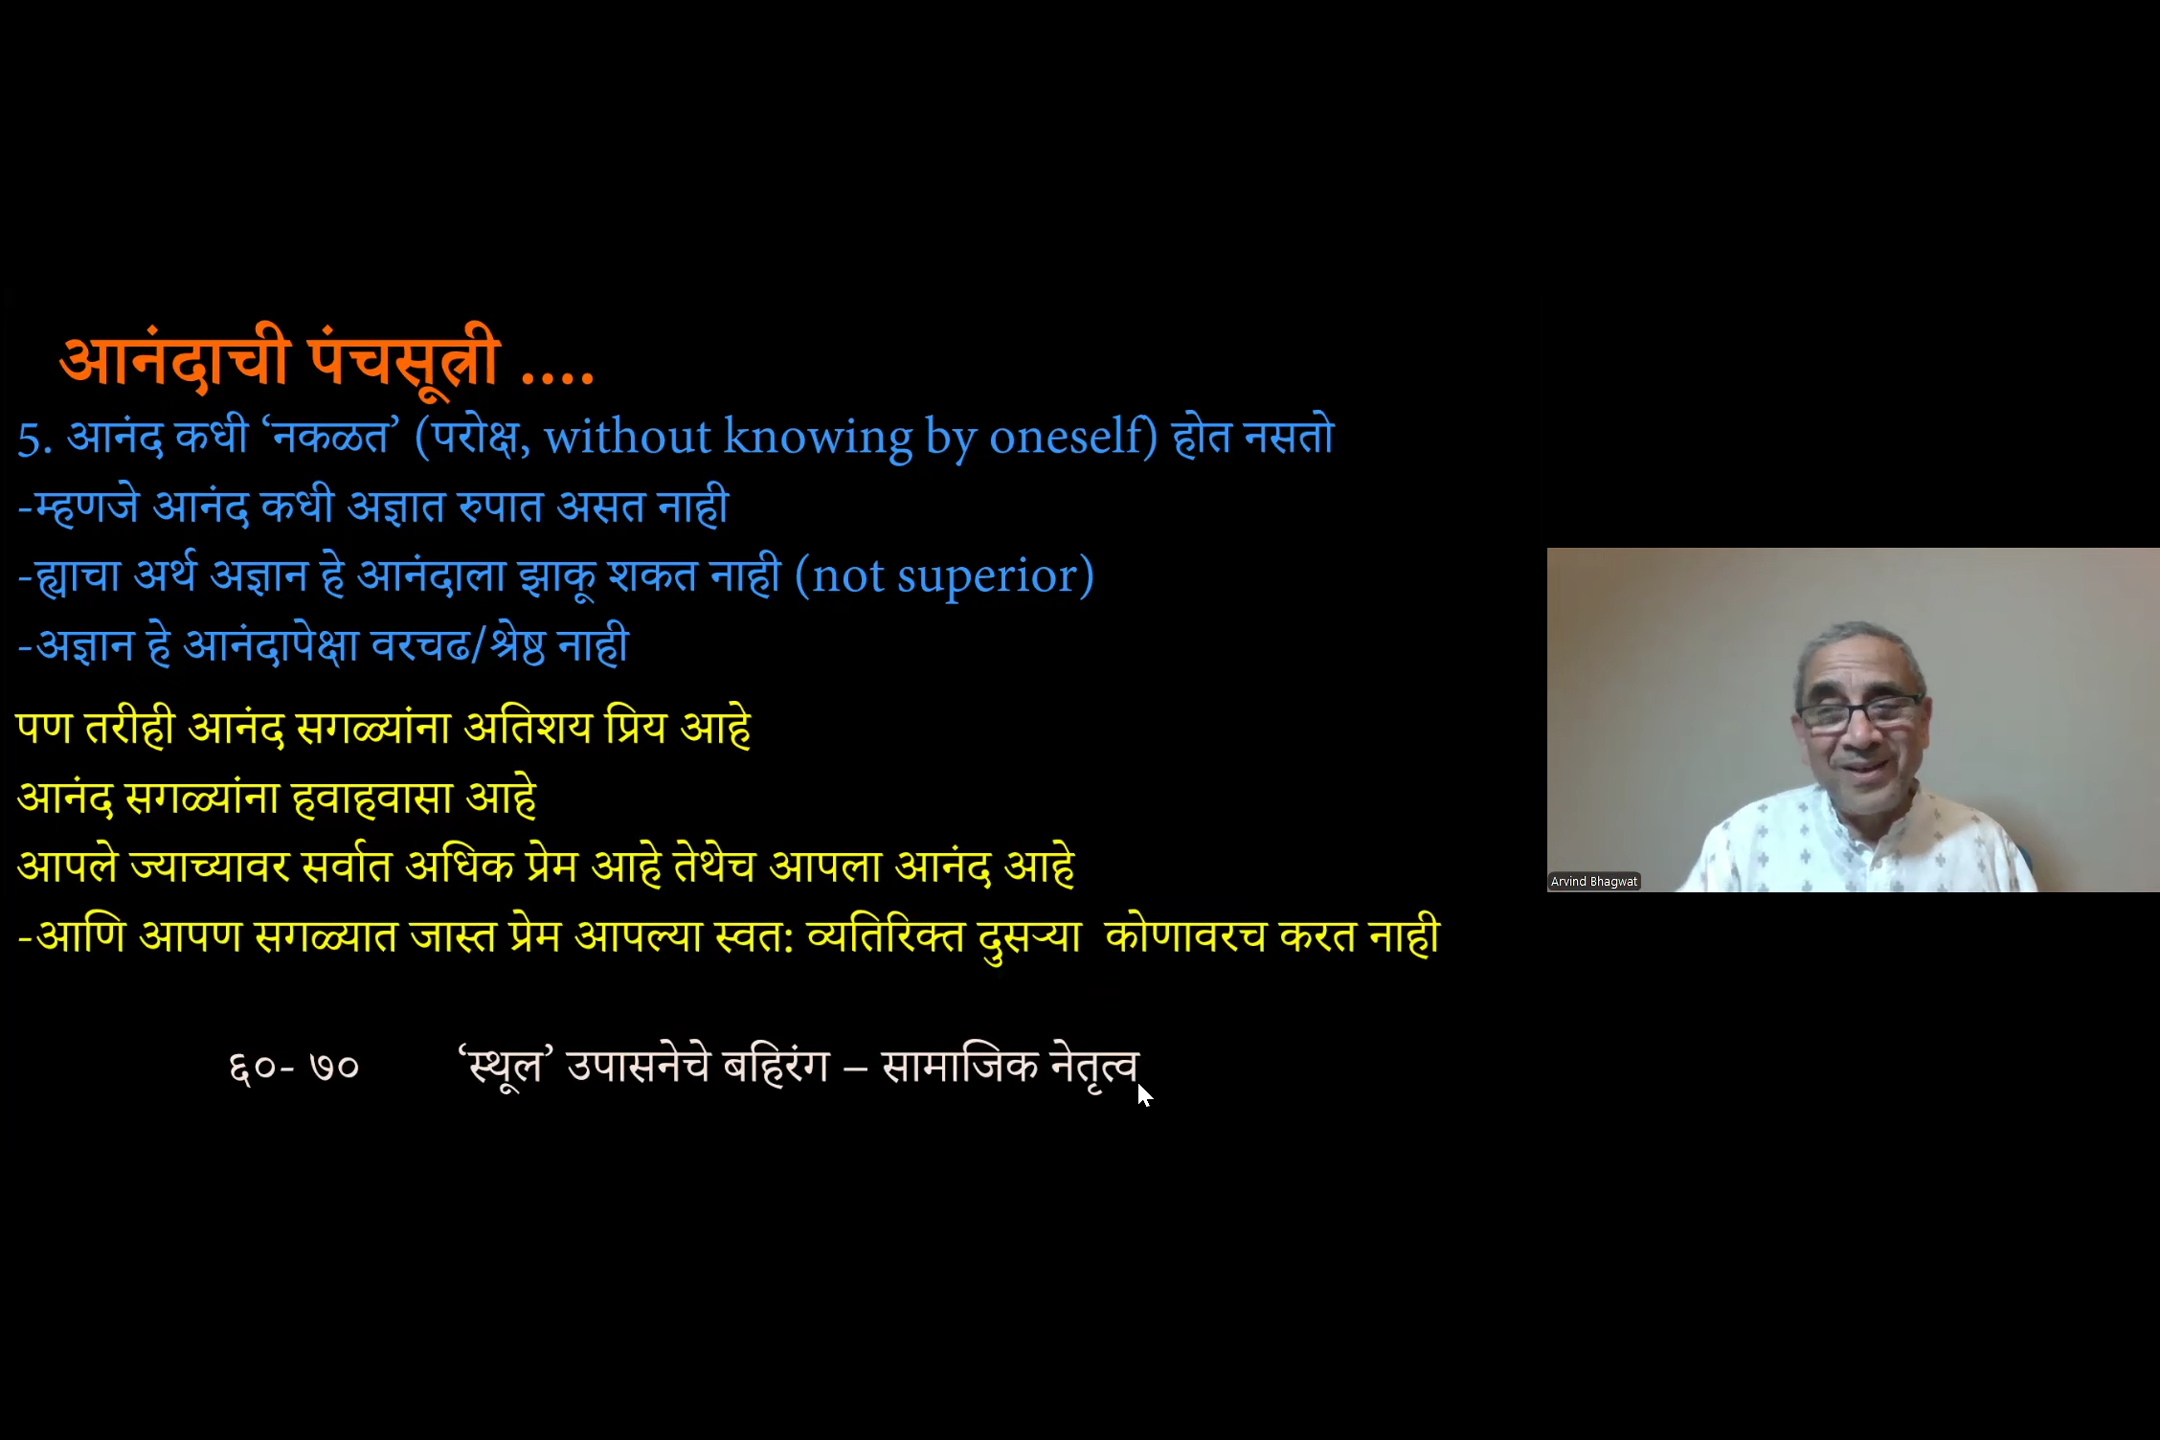 आनंदाची पंचसूत्री ....
5. आनंद कधी ‘नकळत’ (परोक्ष, without knowing by oneself) होत नसतो
-म्हणजे आनंद कधी अज्ञात रुपात असत नाही
-ह्याचा अर्थ अज्ञान हे आनंदाला झाकू शकत नाही (not superior)
-अज्ञान हे आनंदापेक्षा वरचढ/श्रेष्ठ नाही
पण तरीही आनंद सगळ्यांना अतिशय प्रिय आहे
आनंद सगळ्यांना हवाहवासा आहे
आपले ज्याच्यावर सर्वात अधिक प्रेम आहे तेथेच आपला आनंद आहे
-आणि आपण सगळ्यात जास्त प्रेम आपल्या स्वत: व्यतिरिक्त दुसऱ्या कोणावरच करत नाही
६०- ७० ‘स्थूल’ उपासनेचे बहिरंग – सामाजिक नेतृत्व
Arvind Bhagwat